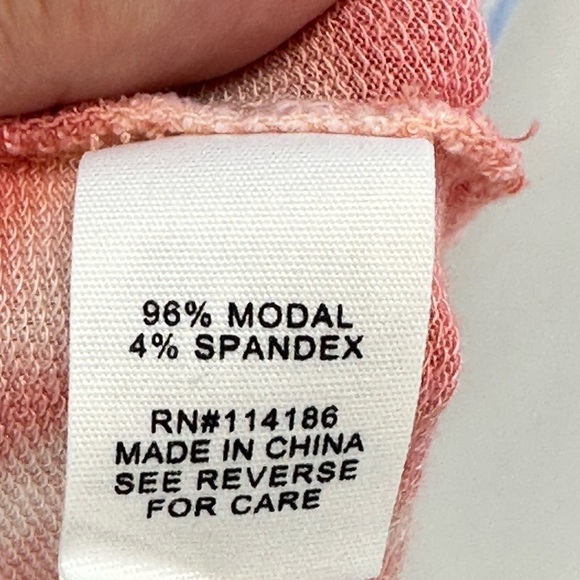 96% MODAL
4% SPANDEX
RN#114186
MADE IN CHINA
SEE REVERSE
FOR CARE